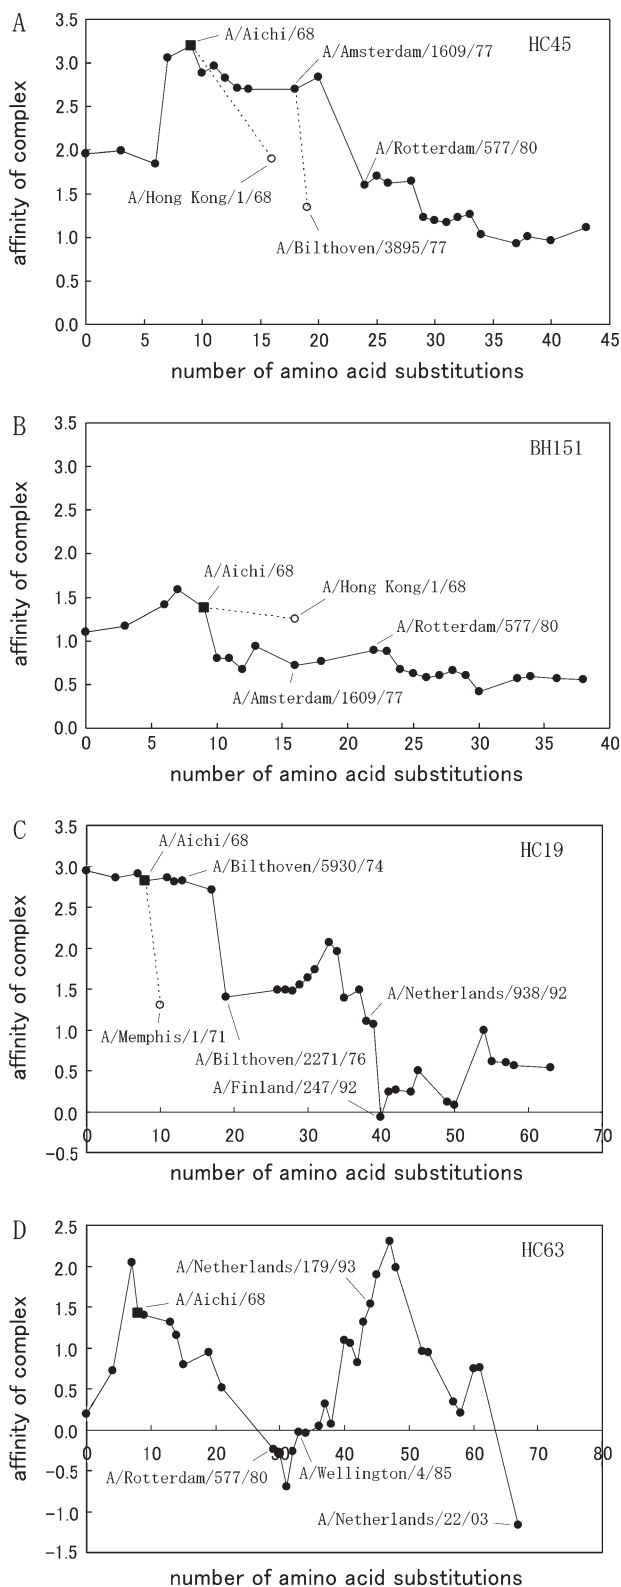 A
HC45
A/Aichi/68
A/Amsterdam/1609/77
A/Rotterdam/577/80
A/Hong Kong/1/68
A/Bilthoven/3895/77
affinity of complex
3.5
3.0
2.5
2.0
1.5
1.0
0.5
0.0
0 5 10 15 20 25 30 35 40 45
number of amino acid substitutions
B
BH151
A/Aichi/68
A/Hong Kong/1/68
A/Rotterdam/577/80
A/Amsterdam/1609/77
affinity of complex
3.5
3.0
2.5
2.0
1.5
1.0
0.5
0.0
0 5 10 15 20 25 30 35 40
number of amino acid substitutions
C
HC19
A/Aichi/68
A/Bilthoven/5930/74
A/Netherlands/938/92
A/Memphis/1/71
A/Bilthoven/2271/76
A/Finland/247/92
affinity of complex
3.5
3.0
2.5
2.0
1.5
1.0
0.5
0.0
-0.5
0 10 20 30 40 50 60 70
number of amino acid substitutions
D
HC63
A/Netherlands/179/93
A/Aichi/68
A/Rotterdam/577/80
A/Wellington/4/85
A/Netherlands/22/03
affinity of complex
2.5
2.0
1.5
1.0
0.5
0.0
-0.5
-1.0
-1.5
0 10 20 30 40 50 60 70 80
number of amino acid substitutions